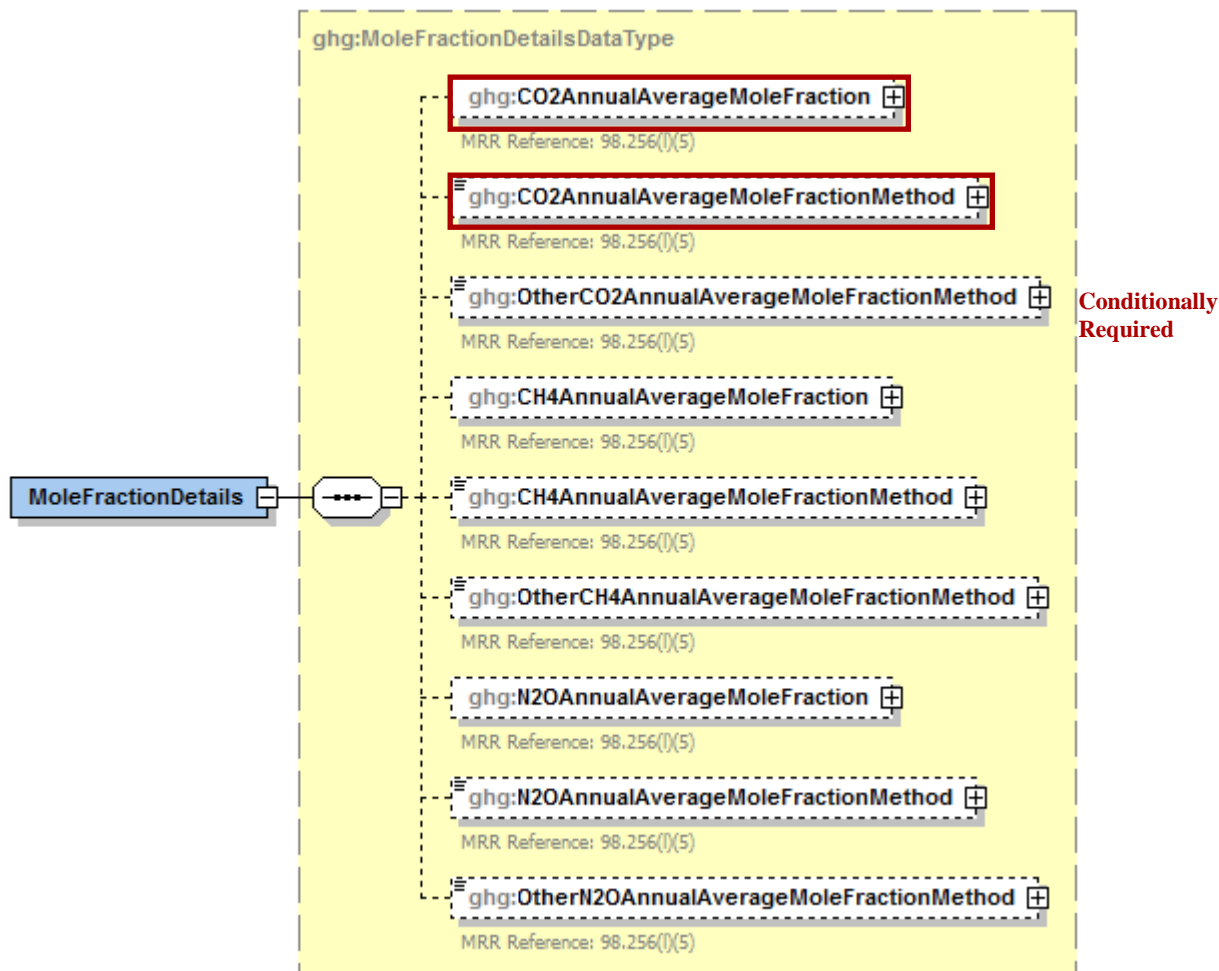 ghg:MoleFractionDetailsDataType
ghg:CO2AnnualAverageMoleFraction
MRR Reference: 98.256(l)(5)
ghg:CO2AnnualAverageMoleFractionMethod
MRR Reference: 98.256(l)(5)
ghg:OtherCO2AnnualAverageMoleFractionMethod
Conditionally
Required
MRR Reference: 98.256(l)(5)
ghg:CH4AnnualAverageMoleFraction
MRR Reference: 98.256(l)(5)
MoleFractionDetails
ghg:CH4AnnualAverageMoleFractionMethod
MRR Reference: 98.256(l)(5)
ghg:OtherCH4AnnualAverageMoleFractionMethod
MRR Reference: 98.256(l)(5)
ghg:N2OAnnualAverageMoleFraction
MRR Reference: 98.256(l)(5)
ghg:N2OAnnualAverageMoleFractionMethod
MRR Reference: 98.256(l)(5)
ghg:OtherN2OAnnualAverageMoleFractionMethod
MRR Reference: 98.256(l)(5)